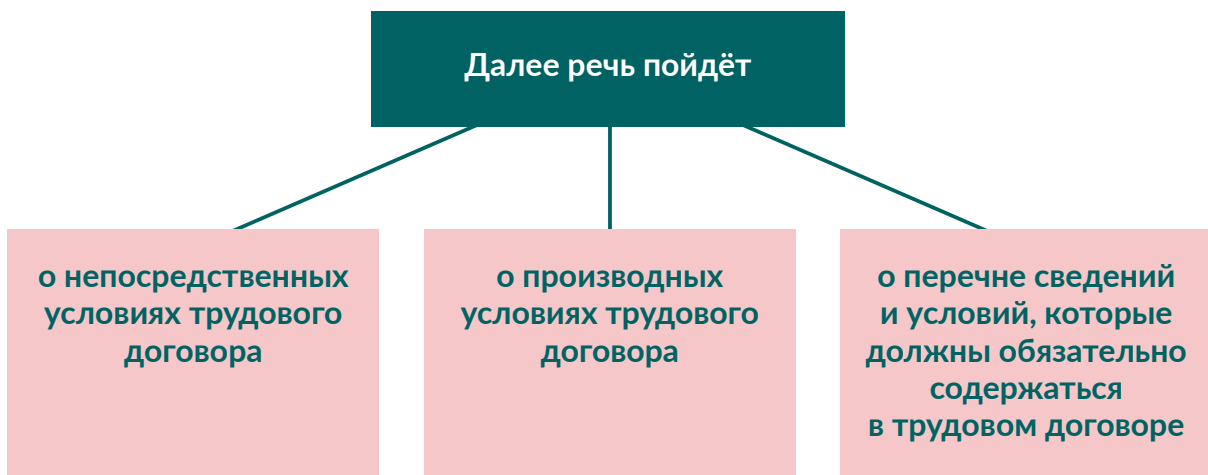 Далее речь пойдёт
о непосредственных
условиях трудового
договора
о производных
условиях трудового
договора
о перечне сведений
и условий, которые
должны обязательно
содержаться
в трудовом договоре